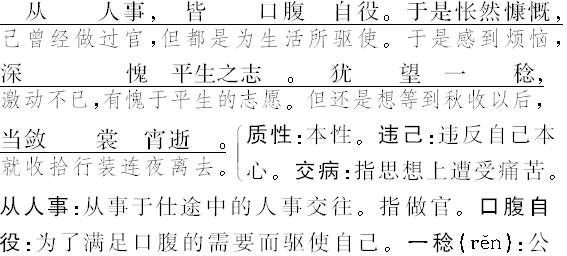 从 人事,皆 口腹 自役。于是怅然慷慨,
已曾经做过官,但都是为生活所驱使。于是感到烦恼,
深 愧 平生之志 。犹 望 一 稔,
激动不已,有愧于平生的志愿。但还是想等到秋收以后,
当敛 裳 宵逝 。 质性:本性。违己:违反自己本
就收拾行装连夜离去。 心。交病:指思想上遭受痛苦。
从人事:从事于仕途中的人事交往。指做官。口腹自
役:为了满足口腹的需要而驱使自己。一稔(rěn):公